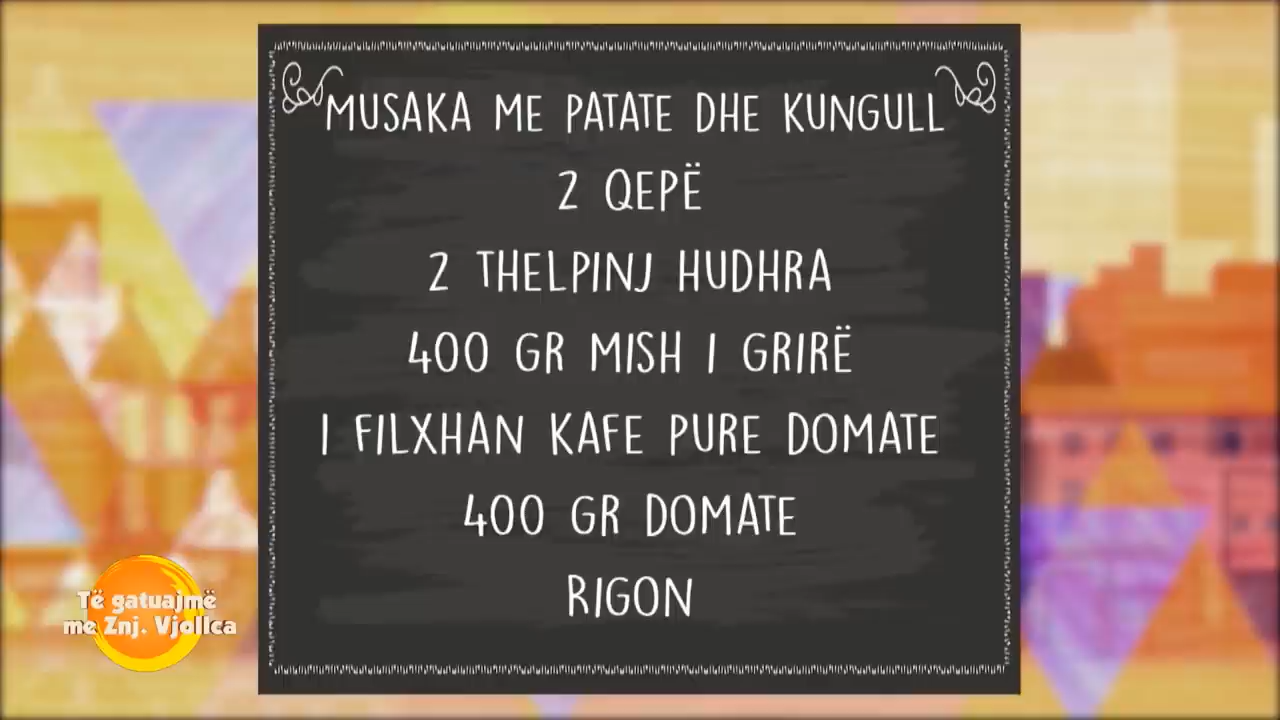 MUSAKA ME PATATE DHE KUNGULL
2 QEPË
2 THELPINJ HUDHRA
400 GR MISH I GRIRË
1 FILXHAN KAFE PURE DOMATE
400 GR DOMATE
RIGON
Të gatuajmë
me Znj. Vjollca